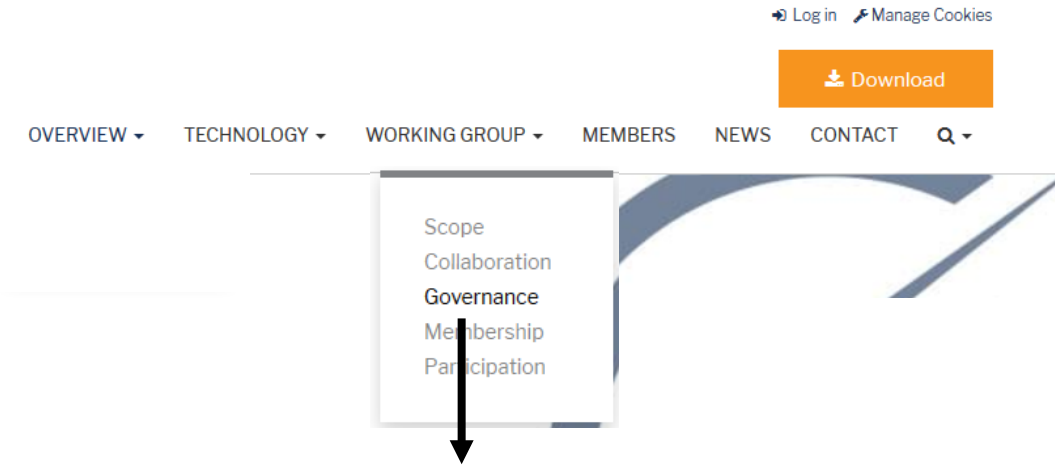 Log in Manage Cookies
Download
OVERVIEW TECHNOLOGY WORKING GROUP MEMBERS NEWS CONTACT
Scope
Collaboration
Governance
Membership
Participation